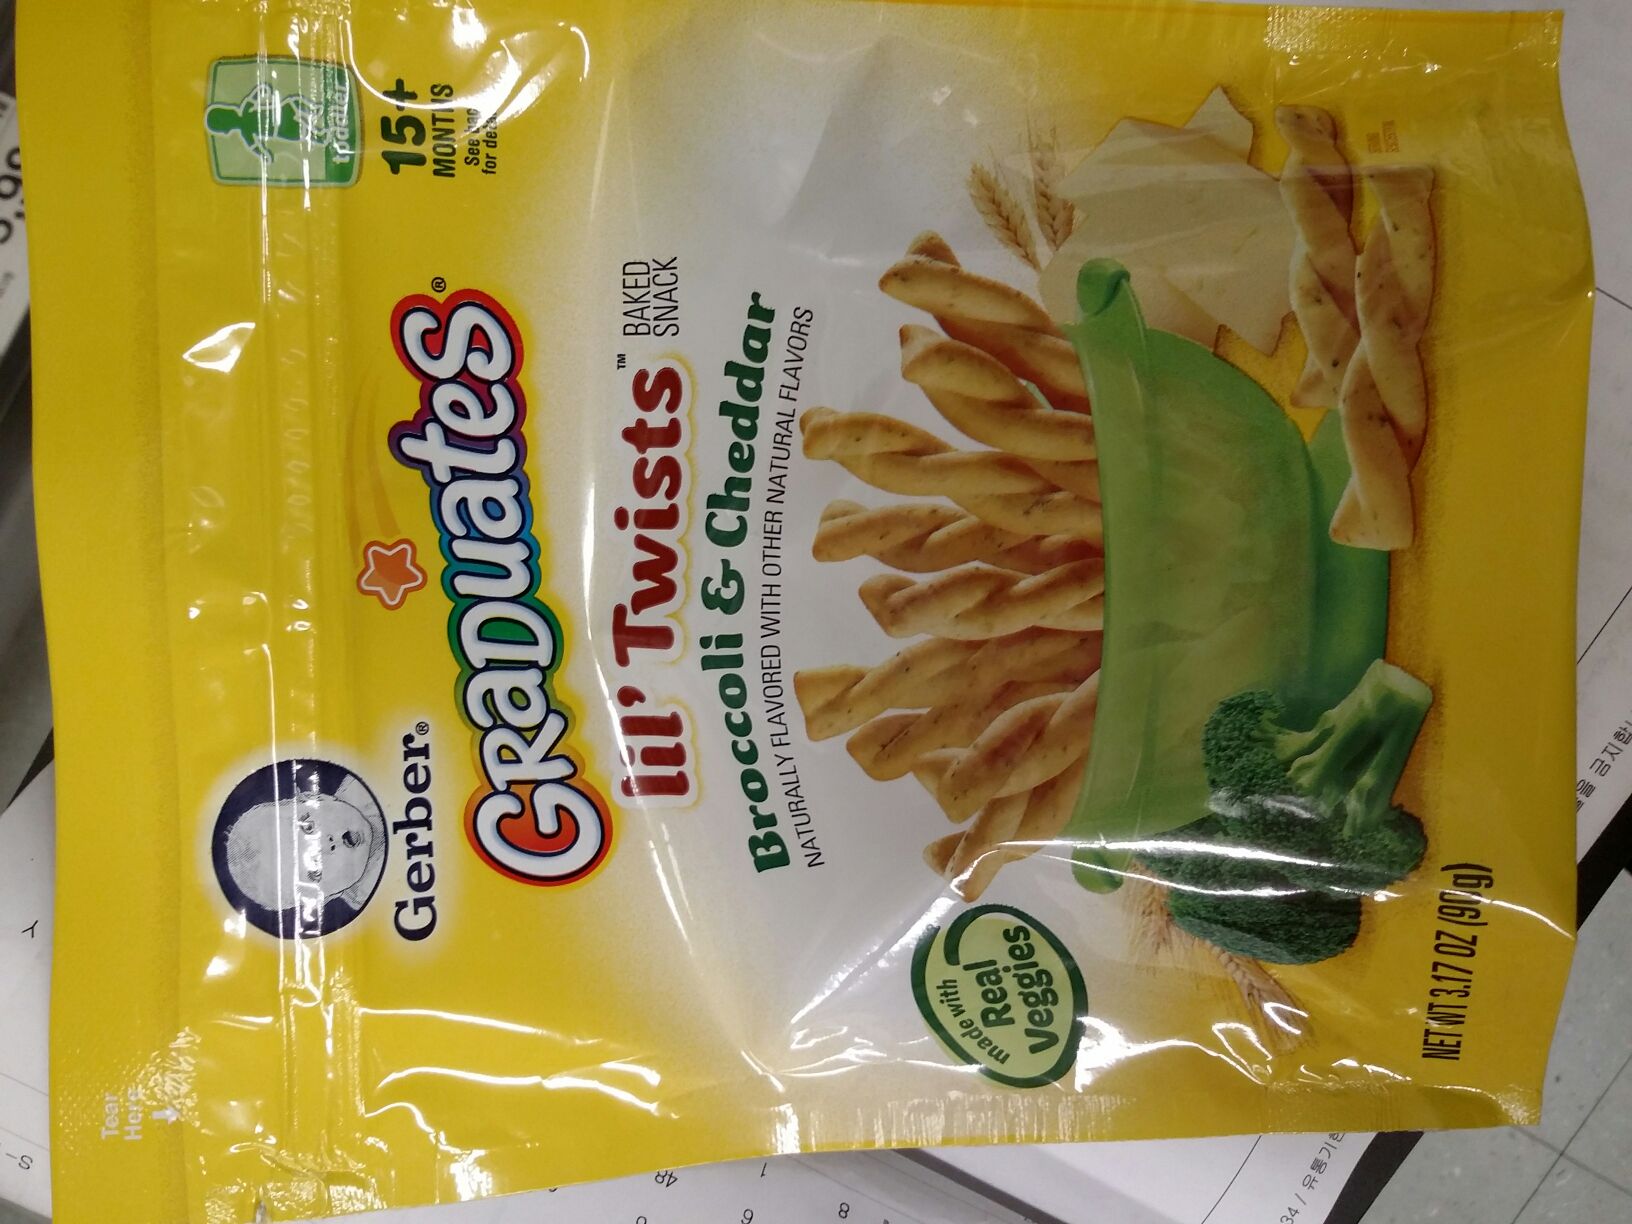 Tear
Here
Gerber®
Graduates®
toddler
15+
MONTHS
See back
for details
lil' Twists™
BAKED
SNACK
Broccoli & Cheddar
NATURALLY FLAVORED WITH OTHER NATURAL FLAVORS
made with
Real
Veggies
NET WT 3.17 OZ (90g)